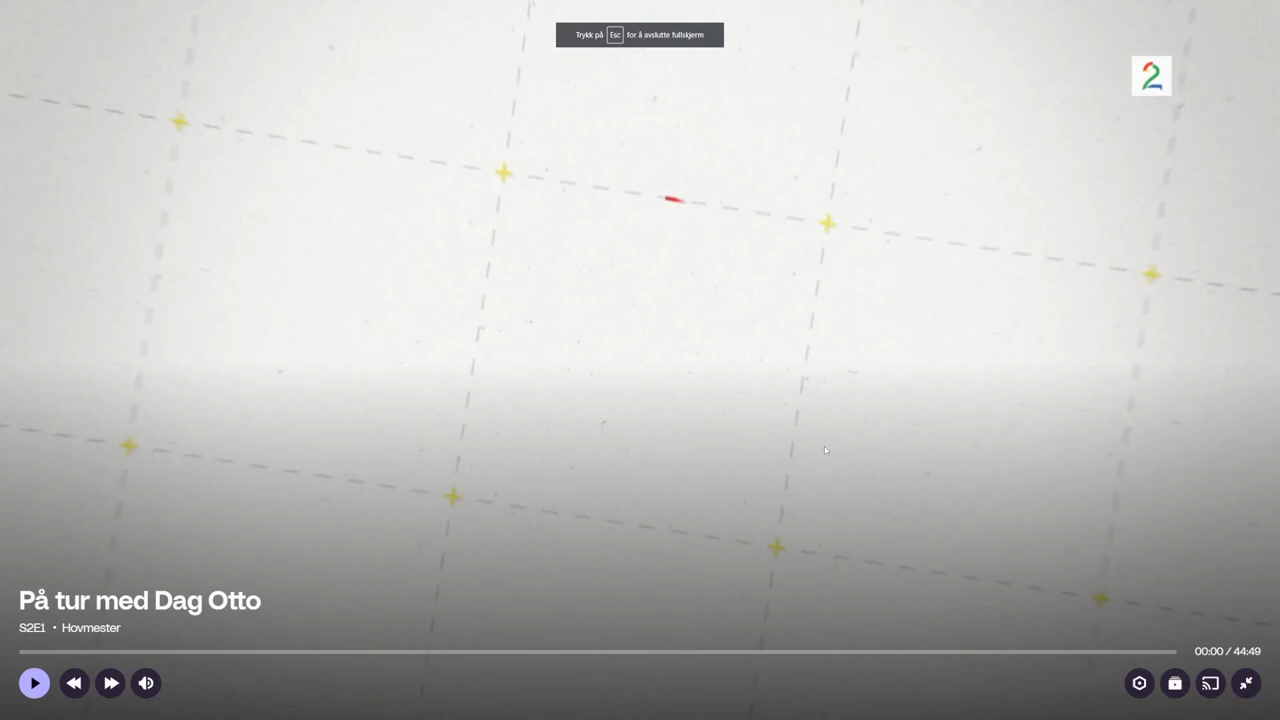 Trykk på Esc for å avslutte fullskjerm
2
På tur med Dag Otto
S2E1 • Hovmester
00:00 / 44:49